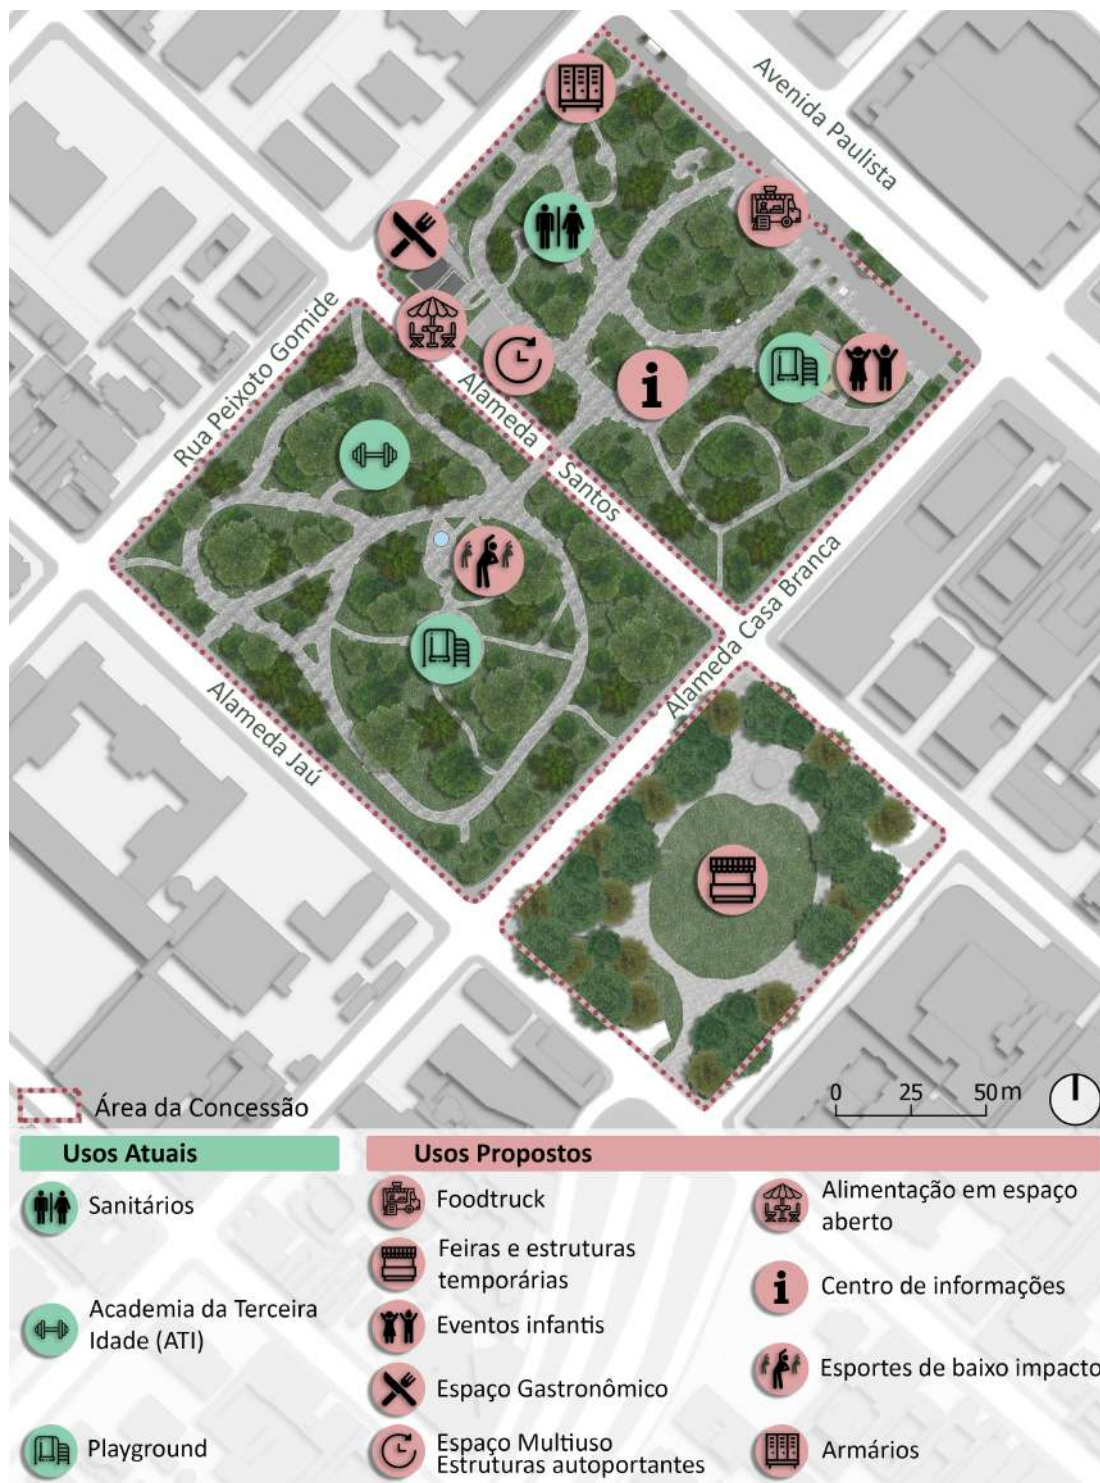 Avenida Paulista
Rua Peixoto Gomide
Alameda
Santos
Alameda Casa Branca
Alameda Jaú
0 25 50 m
Área da Concessão
Usos Atuais
Usos Propostos
Sanitários
Academia da Terceira
Idade (ATI)
Playground
Foodtruck
Feiras e estruturas
temporárias
Eventos infantis
Espaço Gastronômico
Espaço Multiuso
Estruturas autoportantes
Alimentação em espaço
aberto
Centro de informações
Esportes de baixo impacto
Armários